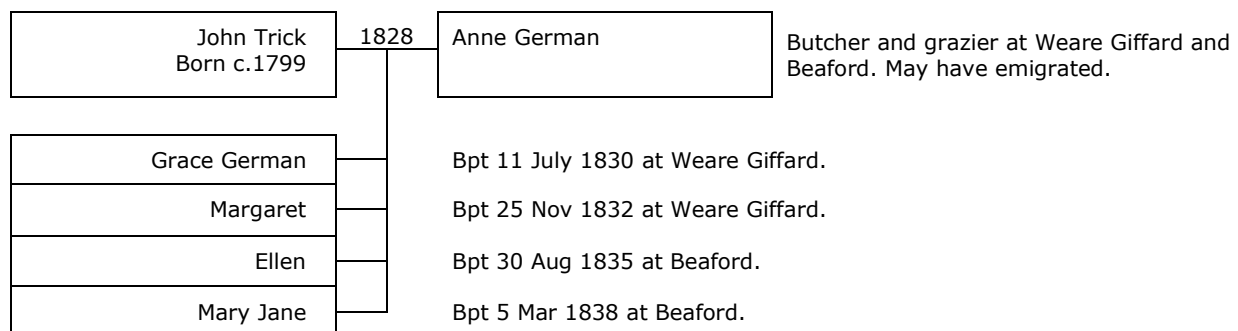 John Trick
Born c.1799
1828
Anne German
Butcher and grazier at Weare Giffard and
Beaford. May have emigrated.
Grace German
Bpt 11 July 1830 at Weare Giffard.
Margaret
Bpt 25 Nov 1832 at Weare Giffard.
Ellen
Bpt 30 Aug 1835 at Beaford.
Mary Jane
Bpt 5 Mar 1838 at Beaford.